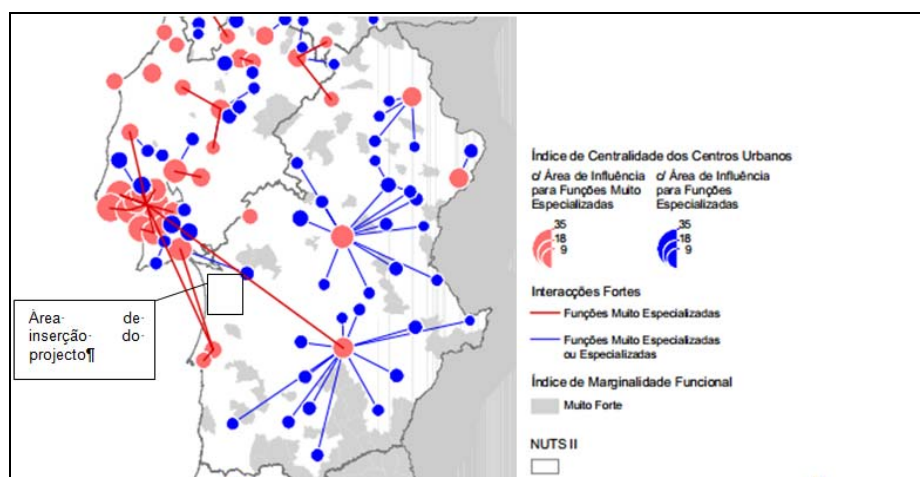 Área de
inserção do
projecto¶
Índice de Centralidade dos Centros Urbanos
c/ Área de Influência
para Funções Muito
Especializadas
c/ Área de Influência
para Funções
Especializadas
35
18
9
35
18
9
Interacções Fortes
Funções Muito Especializadas
Funções Muito Especializadas
ou Especializadas
Índice de Marginalidade Funcional
Muito Forte
NUTS II